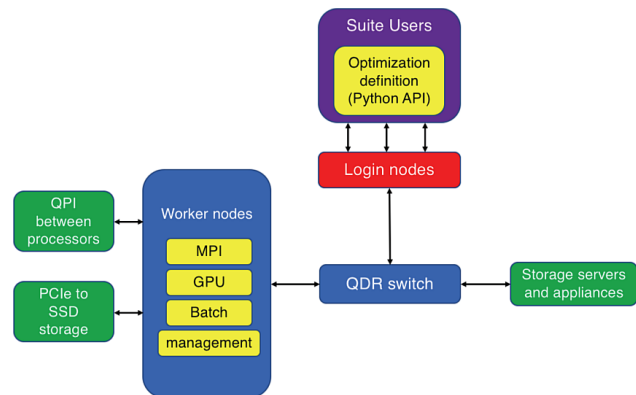 Suite Users
Optimization
definition
(Python API)
Login nodes
QPI
between
processors
Worker nodes
MPI
GPU
Batch
management
PCIe to
SSD
storage
QDR switch
Storage servers
and appliances